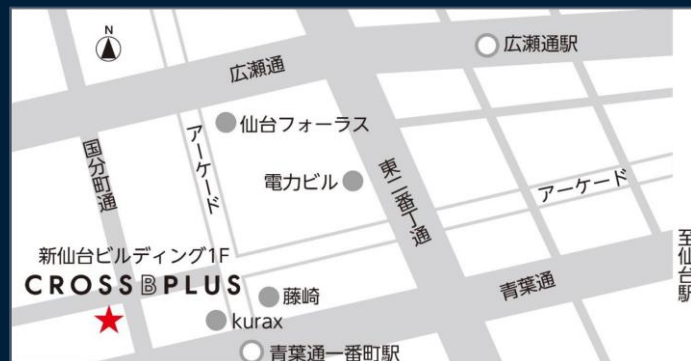 N
広瀬通
広瀬通駅
仙台フォーラス
アーケード
国分町通
電力ビル
東二番丁通
アーケード
新仙台ビルディング1F
CROSS B PLUS
至仙台駅
青葉通
藤崎
kurax
青葉通一番町駅